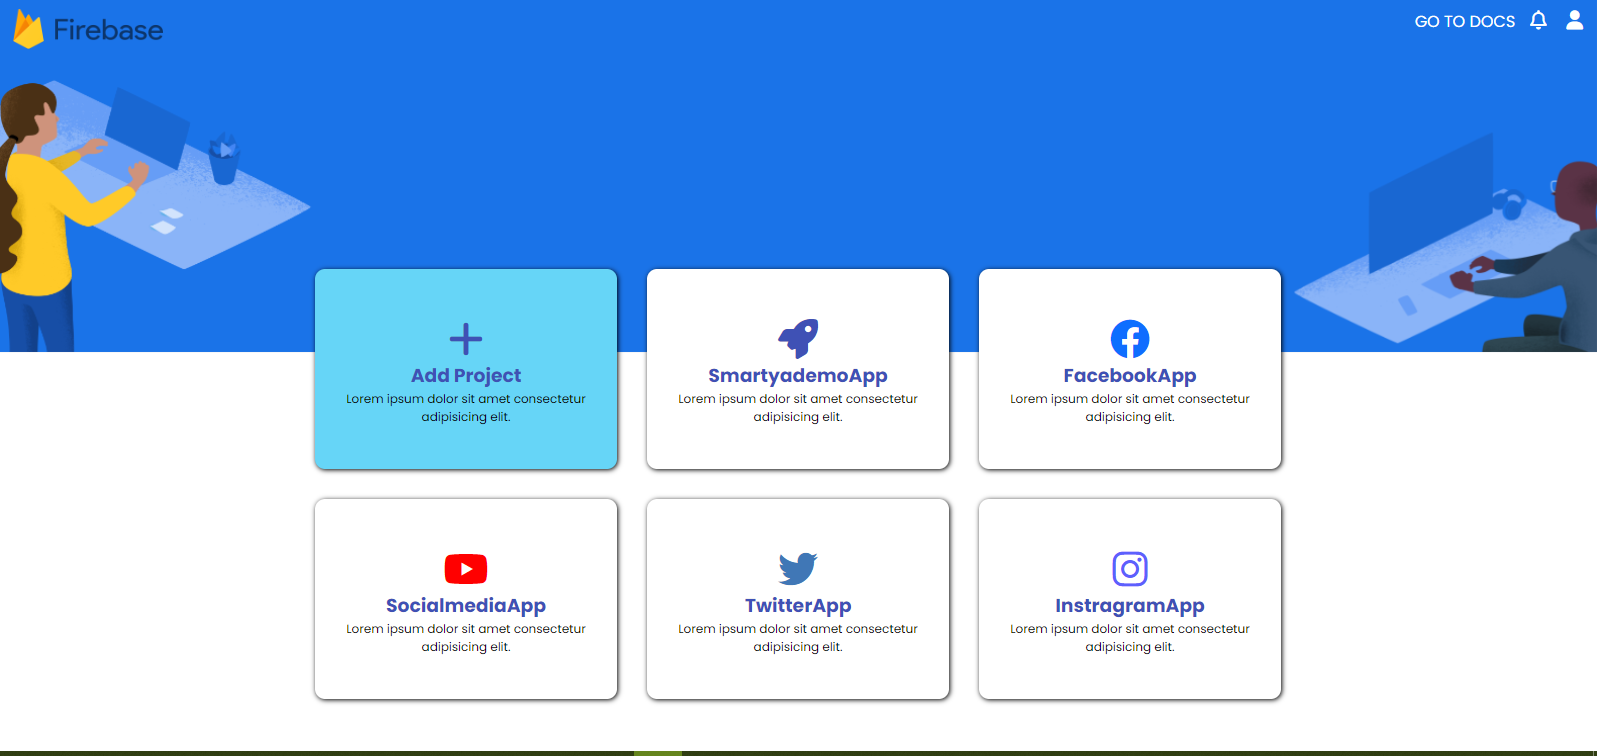 Firebase
GO TO DOCS
Add Project
Lorem ipsum dolor sit amet consectetur
adipisicing elit.
SmartyademoApp
Lorem ipsum dolor sit amet consectetur
adipisicing elit.
FacebookApp
Lorem ipsum dolor sit amet consectetur
adipisicing elit.
SocialmediaApp
Lorem ipsum dolor sit amet consectetur
adipisicing elit.
TwitterApp
Lorem ipsum dolor sit amet consectetur
adipisicing elit.
InstragramApp
Lorem ipsum dolor sit amet consectetur
adipisicing elit.